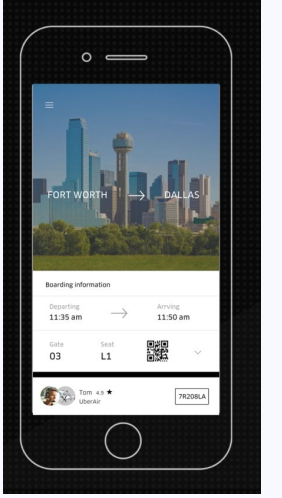 FORT WORTH → DALLAS
Boarding information
Departing Arrving
11:35 am → 11:50 am
Gate Seat
03 L1
Tom 4.9 ★
UberAir
7R208LA